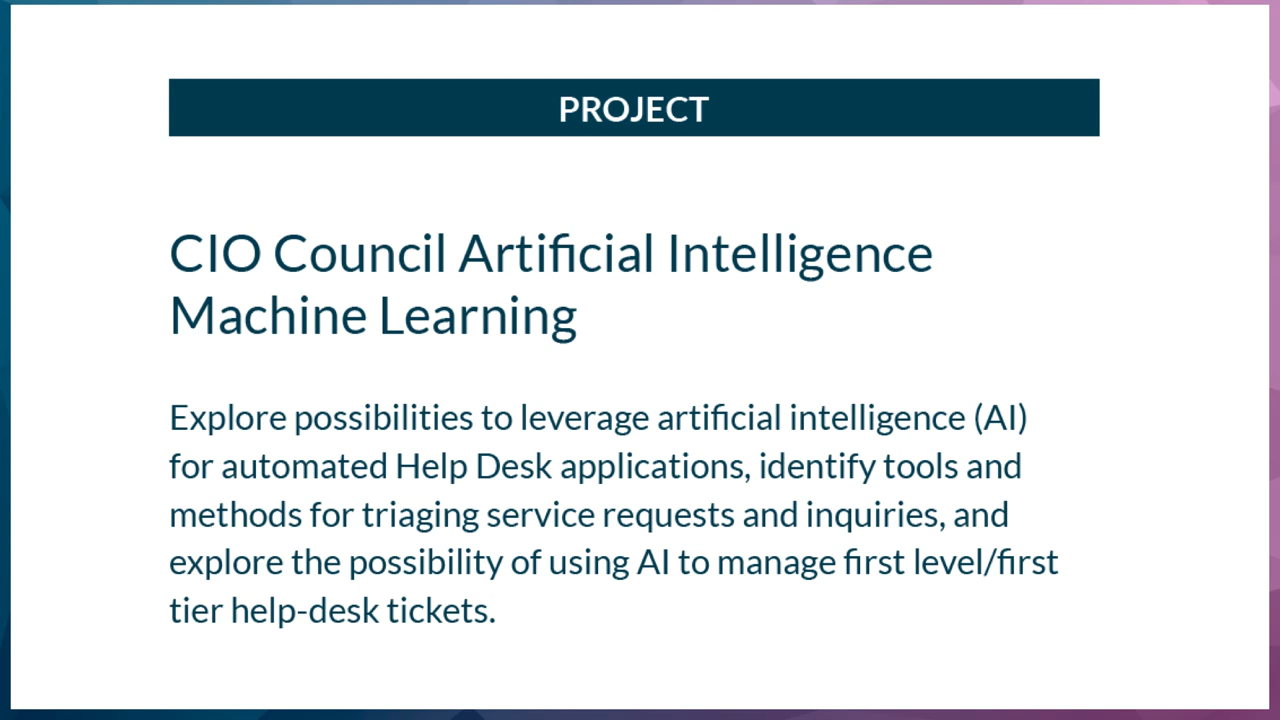 PROJECT
CIO Council Artificial Intelligence
Machine Learning
Explore possibilities to leverage artificial intelligence (AI)
for automated Help Desk applications, identify tools and
methods for triaging service requests and inquiries, and
explore the possibility of using AI to manage first level/first
tier help-desk tickets.